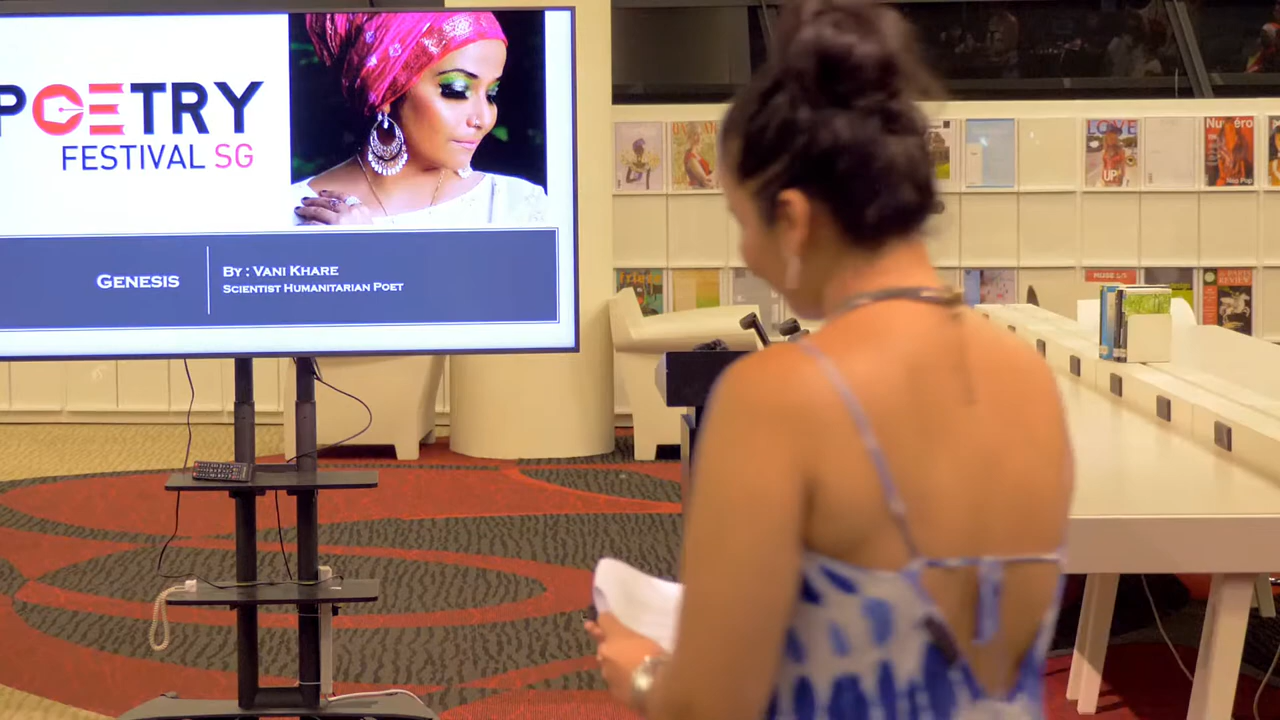 POETRY
FESTIVAL SG
GENESIS
BY : VANI KHARE
SCIENTIST HUMANITARIAN POET
LOVE
UP!
Numéro